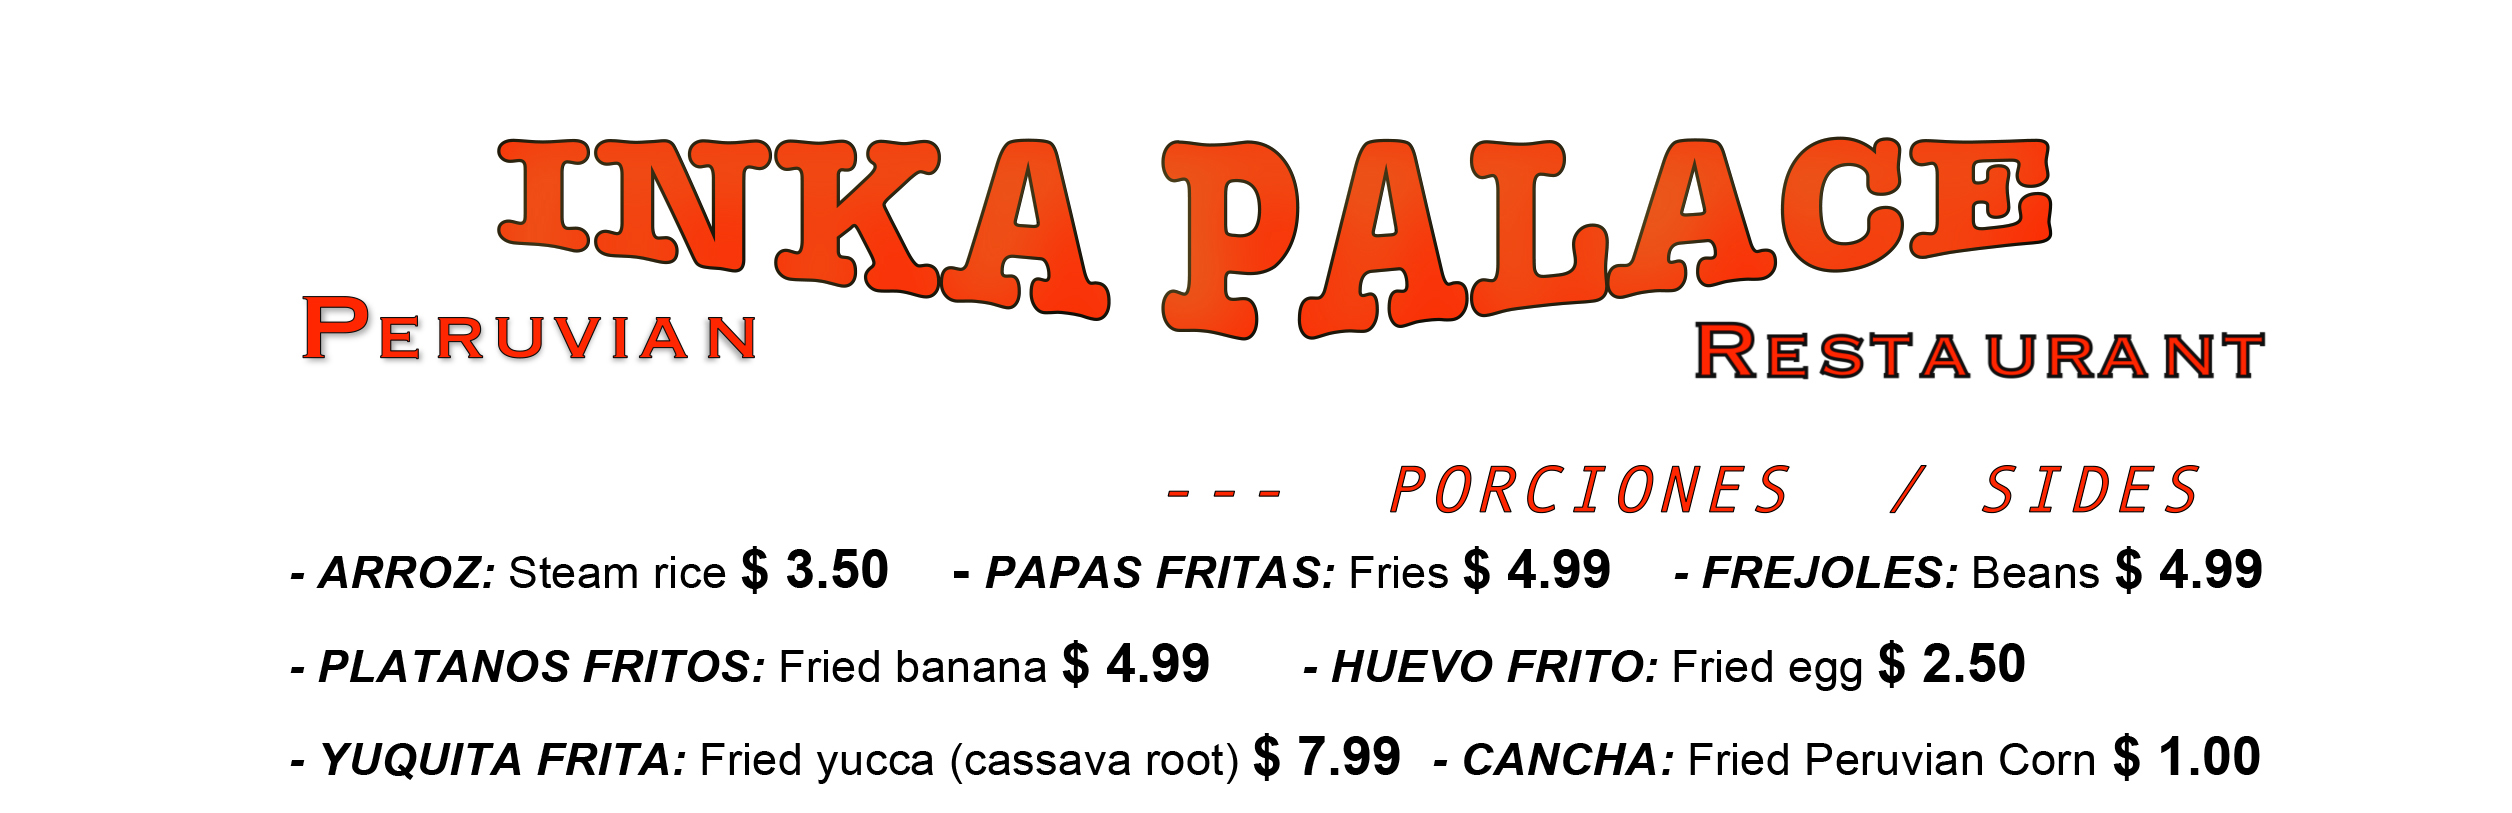 INKA PALACE
PERUVIAN
RESTAURANT
--- PORCIONES / SIDES
- ARROZ: Steam rice $ 3.50 - PAPAS FRITAS: Fries $ 4.99 - FREJOLES: Beans $ 4.99
- PLATANOS FRITOS: Fried banana $ 4.99 - HUEVO FRITO: Fried egg $ 2.50
- YUQUITA FRITA: Fried yucca (cassava root) $ 7.99 - CANCHA: Fried Peruvian Corn $ 1.00